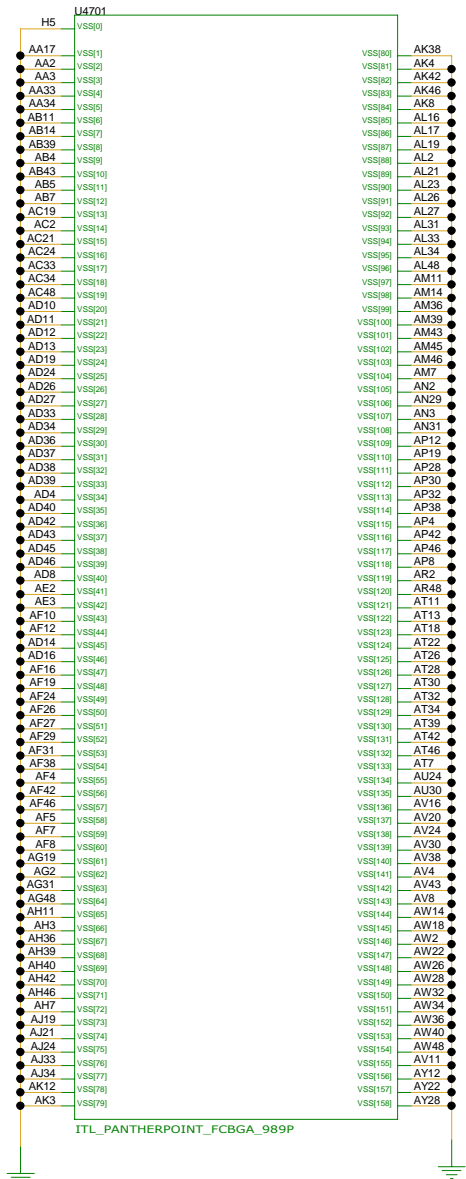 U4701
H5 VSS[0]
AA17 VSS[1] VSS[80] AK38
AA2 VSS[2] VSS[81] AK4
AA3 VSS[3] VSS[82] AK42
AA33 VSS[4] VSS[83] AK46
AA34 VSS[5] VSS[84] AK8
AB11 VSS[6] VSS[85] AL16
AB14 VSS[7] VSS[86] AL17
AB39 VSS[8] VSS[87] AL19
AB4 VSS[9] VSS[88] AL2
AB43 VSS[10] VSS[89] AL21
AB5 VSS[11] VSS[90] AL23
AB7 VSS[12] VSS[91] AL26
AC19 VSS[13] VSS[92] AL27
AC2 VSS[14] VSS[93] AL31
AC21 VSS[15] VSS[94] AL33
AC24 VSS[16] VSS[95] AL34
AC33 VSS[17] VSS[96] AL48
AC34 VSS[18] VSS[97] AM11
AC48 VSS[19] VSS[98] AM14
AD10 VSS[20] VSS[99] AM36
AD11 VSS[21] VSS[100] AM39
AD12 VSS[22] VSS[101] AM43
AD13 VSS[23] VSS[102] AM45
AD19 VSS[24] VSS[103] AM46
AD24 VSS[25] VSS[104] AM7
AD26 VSS[26] VSS[105] AN2
AD27 VSS[27] VSS[106] AN29
AD33 VSS[28] VSS[107] AN3
AD34 VSS[29] VSS[108] AN31
AD36 VSS[30] VSS[109] AP12
AD37 VSS[31] VSS[110] AP19
AD38 VSS[32] VSS[111] AP28
AD39 VSS[33] VSS[112] AP30
AD4 VSS[34] VSS[113] AP32
AD40 VSS[35] VSS[114] AP38
AD42 VSS[36] VSS[115] AP4
AD43 VSS[37] VSS[116] AP42
AD45 VSS[38] VSS[117] AP46
AD46 VSS[39] VSS[118] AP8
AD8 VSS[40] VSS[119] AR2
AE2 VSS[41] VSS[120] AR48
AE3 VSS[42] VSS[121] AT11
AF10 VSS[43] VSS[122] AT13
AF12 VSS[44] VSS[123] AT18
AD14 VSS[45] VSS[124] AT22
AD16 VSS[46] VSS[125] AT26
AF16 VSS[47] VSS[126] AT28
AF19 VSS[48] VSS[127] AT30
AF24 VSS[49] VSS[128] AT32
AF26 VSS[50] VSS[129] AT34
AF27 VSS[51] VSS[130] AT39
AF29 VSS[52] VSS[131] AT42
AF31 VSS[53] VSS[132] AT46
AF38 VSS[54] VSS[133] AT7
AF4 VSS[55] VSS[134] AU24
AF42 VSS[56] VSS[135] AU30
AF46 VSS[57] VSS[136] AV16
AF5 VSS[58] VSS[137] AV20
AF7 VSS[59] VSS[138] AV24
AF8 VSS[60] VSS[139] AV30
AG19 VSS[61] VSS[140] AV38
AG2 VSS[62] VSS[141] AV4
AG31 VSS[63] VSS[142] AV43
AG48 VSS[64] VSS[143] AV8
AH11 VSS[65] VSS[144] AW14
AH3 VSS[66] VSS[145] AW18
AH36 VSS[67] VSS[146] AW2
AH39 VSS[68] VSS[147] AW22
AH40 VSS[69] VSS[148] AW26
AH42 VSS[70] VSS[149] AW28
AH46 VSS[71] VSS[150] AW32
AH7 VSS[72] VSS[151] AW34
AJ19 VSS[73] VSS[152] AW36
AJ21 VSS[74] VSS[153] AW40
AJ24 VSS[75] VSS[154] AW48
AJ33 VSS[76] VSS[155] AV11
AJ34 VSS[77] VSS[156] AY12
AK12 VSS[78] VSS[157] AY22
AK3 VSS[79] VSS[158] AY28
ITL_PANTHERPOINT_FCBGA_989P